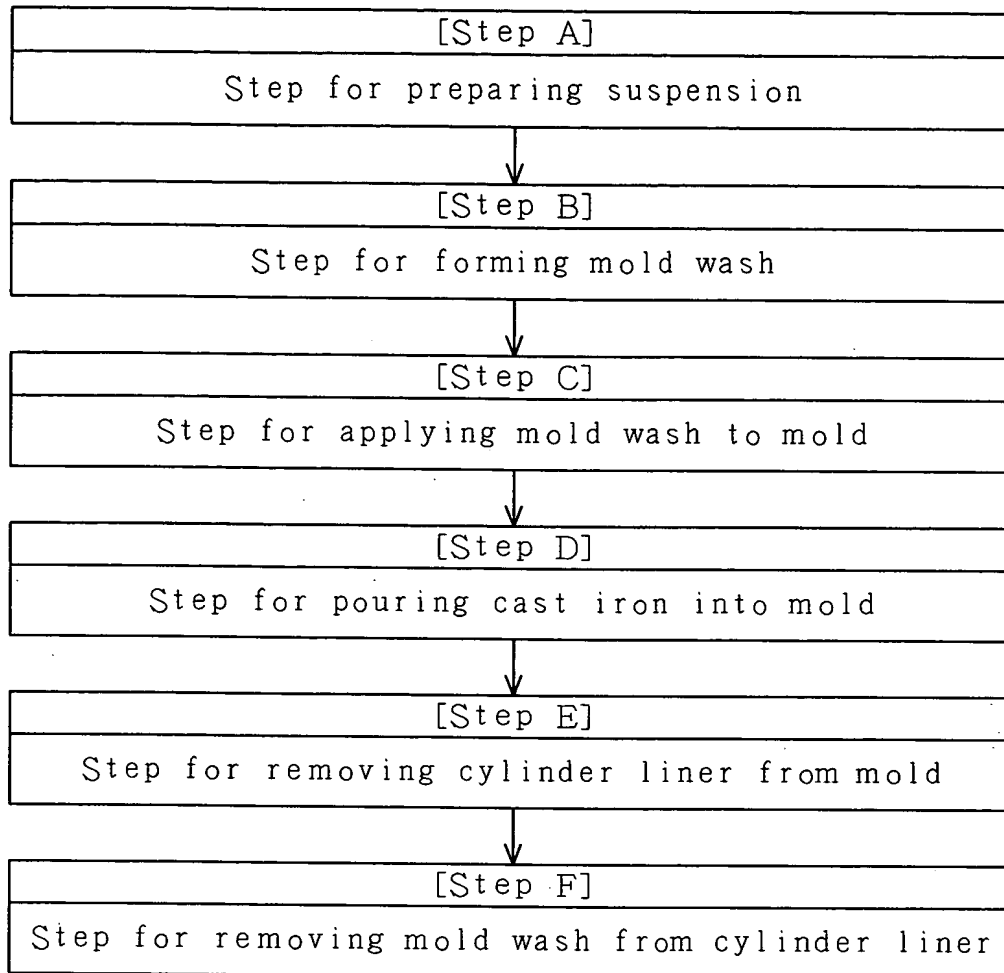 [Step A]
Step for preparing suspension
[Step B]
Step for forming mold wash
[Step C]
Step for applying mold wash to mold
[Step D]
Step for pouring cast iron into mold
[Step E]
Step for removing cylinder liner from mold
[Step F]
Step for removing mold wash from cylinder liner